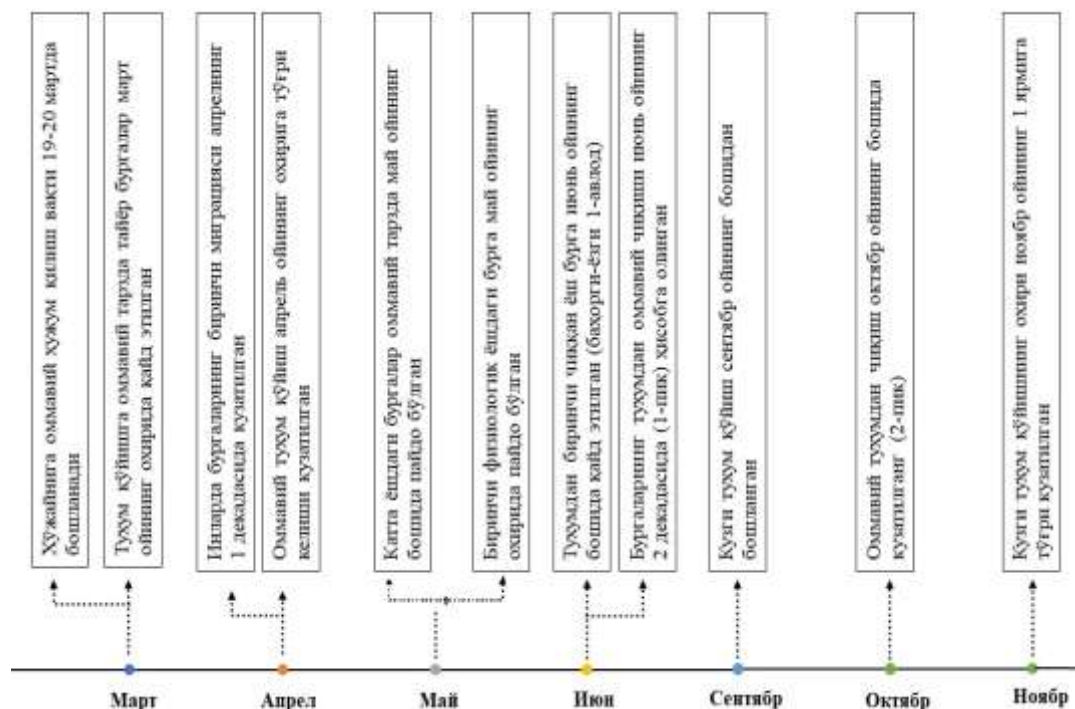 Хўжайнига оммавий ҳужум қилиш вақти 19-20 мартда
бошланади
Тухум қўйишга оммавий тарзда тайёр бургалар март
ойининг охирида қайд этилган
Инларда бургаларнинг биринчи миграцияси апрелнинг
1 декадасида кузатилган
Оммавий тухум қўйиш апрель ойининг охирига тўғри
келиши кузатилган
Катта ёшдаги бургалар оммавий тарзда май ойининг
бошида пайдо бўлган
Биринчи физиологик ёшдаги бурга май ойининг
охирида пайдо бўлган
Тухумдан биринчи чиққан ёш бурга июнь ойининг
бошида қайд этилган (баҳорги-ёзги 1-авлод)
Бургаларнинг тухумдан оммавий чиқиши июнь ойининг
2 декадасида (1-пик) ҳисобга олинган
Кузги тухум қўйиш сентябр ойининг бошидан
бошланган
Оммавий тухумдан чиқиш октябр ойининг бошида
кузатилганг (2-пик)
Кузги тухум қўйишнинг охири ноябр ойининг 1 ярмига
тўғри кузатилган
Март Апрел Май Июн Сентябр Октябр Ноябр